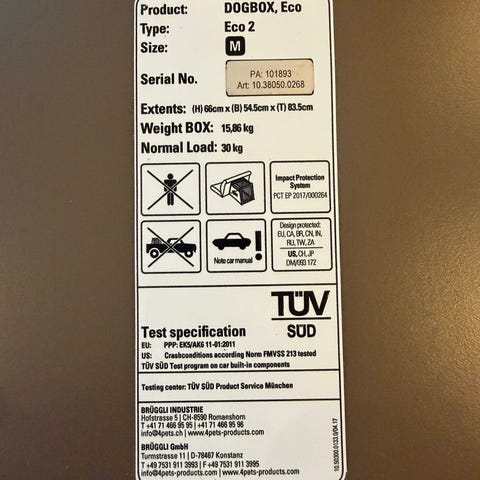 Product: DOGBOX, Eco
Type: Eco 2
Size: M
Serial No. PA: 101893
Art: 10.38050.0268
Extents: (H) 66cm x (B) 54.5cm x (T) 83.5cm
Weight BOX: 15,86 kg
Normal Load: 30 kg
Impact Protection
System
PCT EP 2017/000264
Note car manual
!
Design protected:
EU, CA, BR, CN, IN,
RU, TW, ZA
US, CH, JP
DM/093 172
TÜV
SÜD
Test specification
EU: PPP: EKS/AK6 11-01:2011
US: Crashconditions according Norm FMVSS 213 tested
TÜV SÜD Test program on car built-in components
Testing center: TÜV SÜD Product Service München
BRÜGGLI INDUSTRIE
Hofstrasse 5 | CH-8590 Romanshorn
T +41 71 466 95 95 | +41 71 466 95 96
info@4pets.ch | www.4pets-products.com
BRÜGGLI GmbH
Turmstrasse 11 | D-78467 Konstanz
T +49 7531 911 3993 | F +49 7531 911 3995
info@4pets-products.com | www.4pets-products.com
10.90300.0133.0/04.17